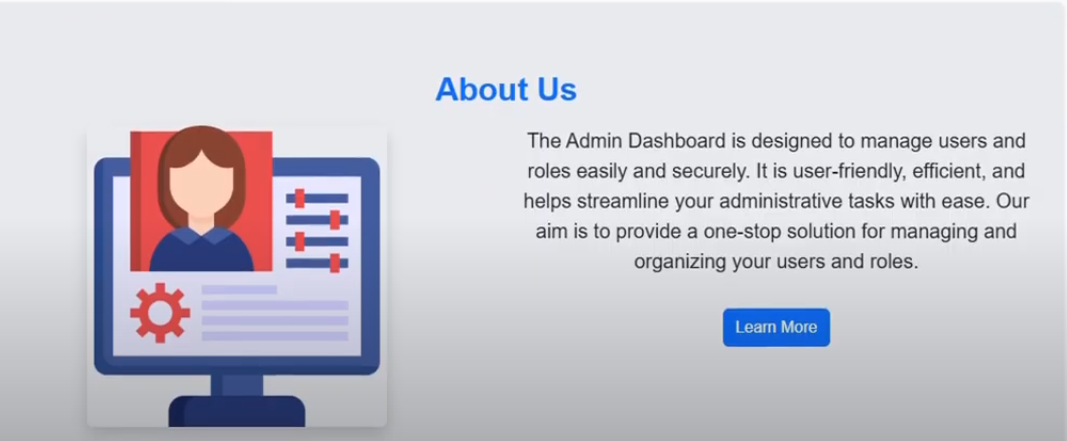 About Us
The Admin Dashboard is designed to manage users and
roles easily and securely. It is user-friendly, efficient, and
helps streamline your administrative tasks with ease. Our
aim is to provide a one-stop solution for managing and
organizing your users and roles.
Learn More